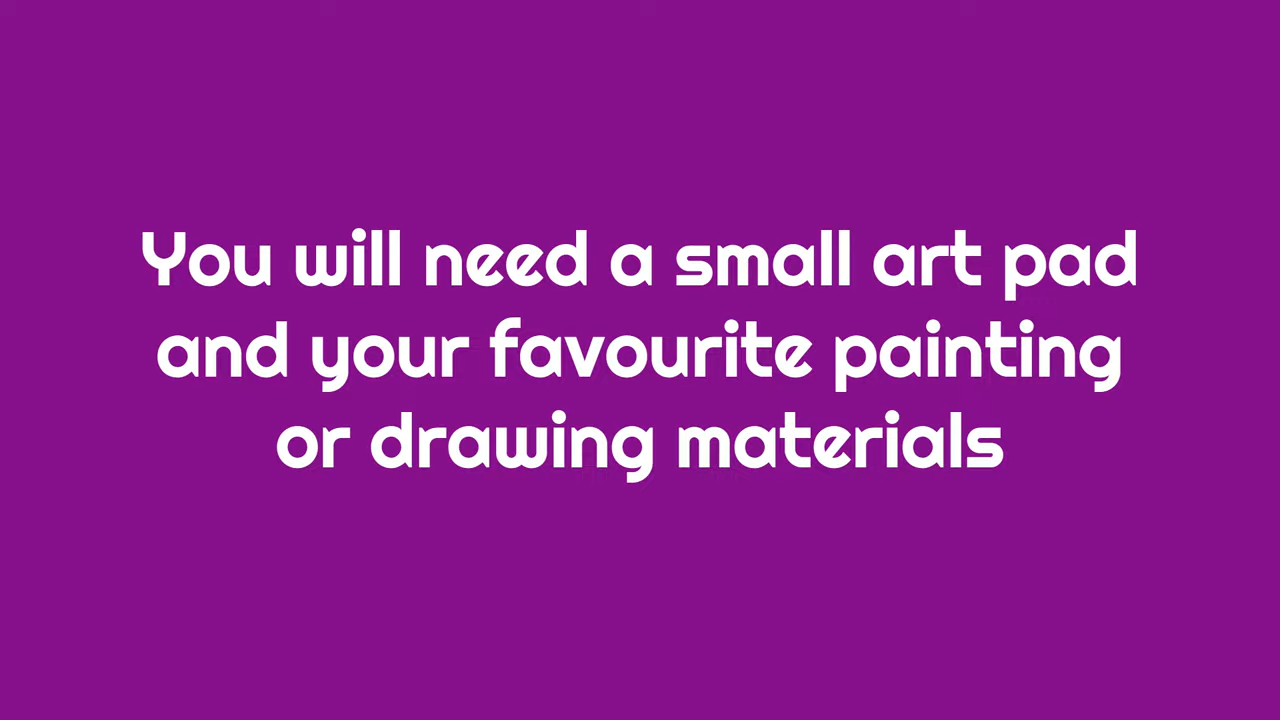 You will need a small art pad
and your favourite painting
or drawing materials